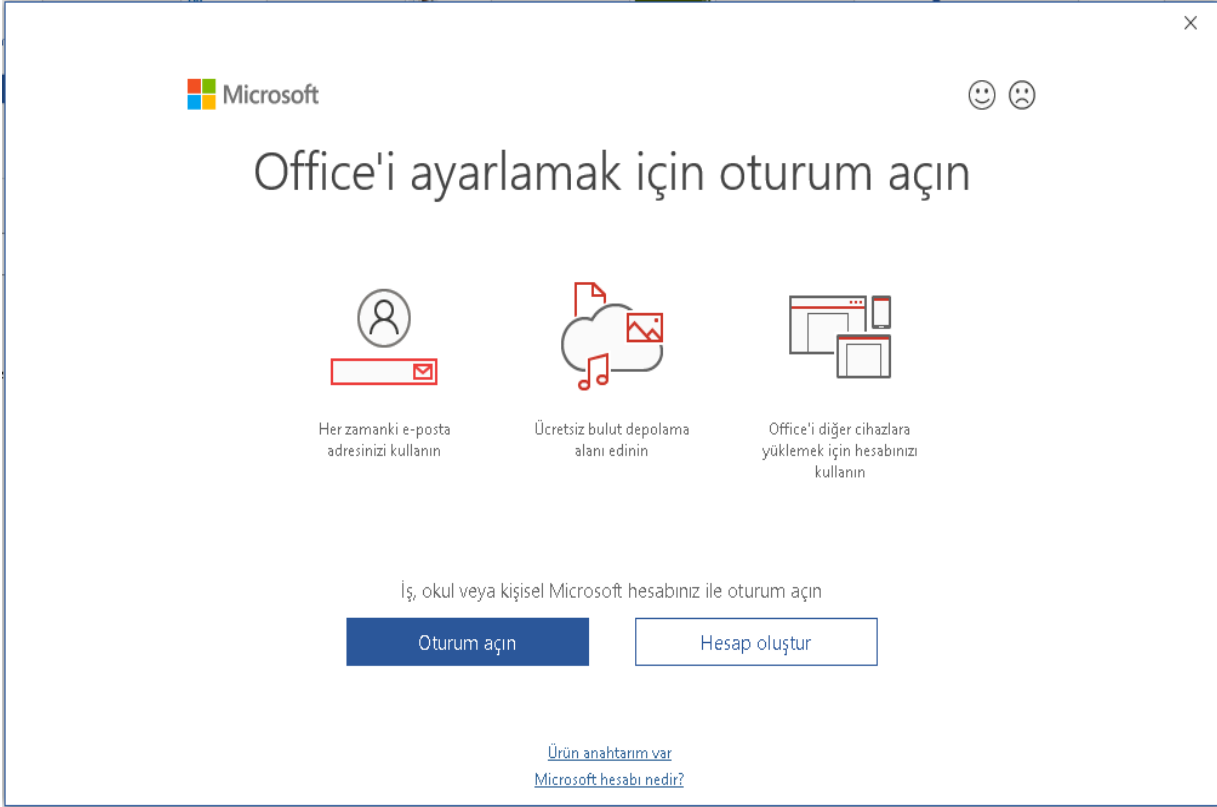 Microsoft
Office'i ayarlamak için oturum açın
Her zamanki e-posta
adresinizi kullanın
Ücretsiz bulut depolama
alanı edinin
Office'i diğer cihazlara
yüklemek için hesabınızı
kullanın
İş, okul veya kişisel Microsoft hesabınız ile oturum açın
Oturum açın
Hesap oluştur
Ürün anahtarım var
Microsoft hesabı nedir?